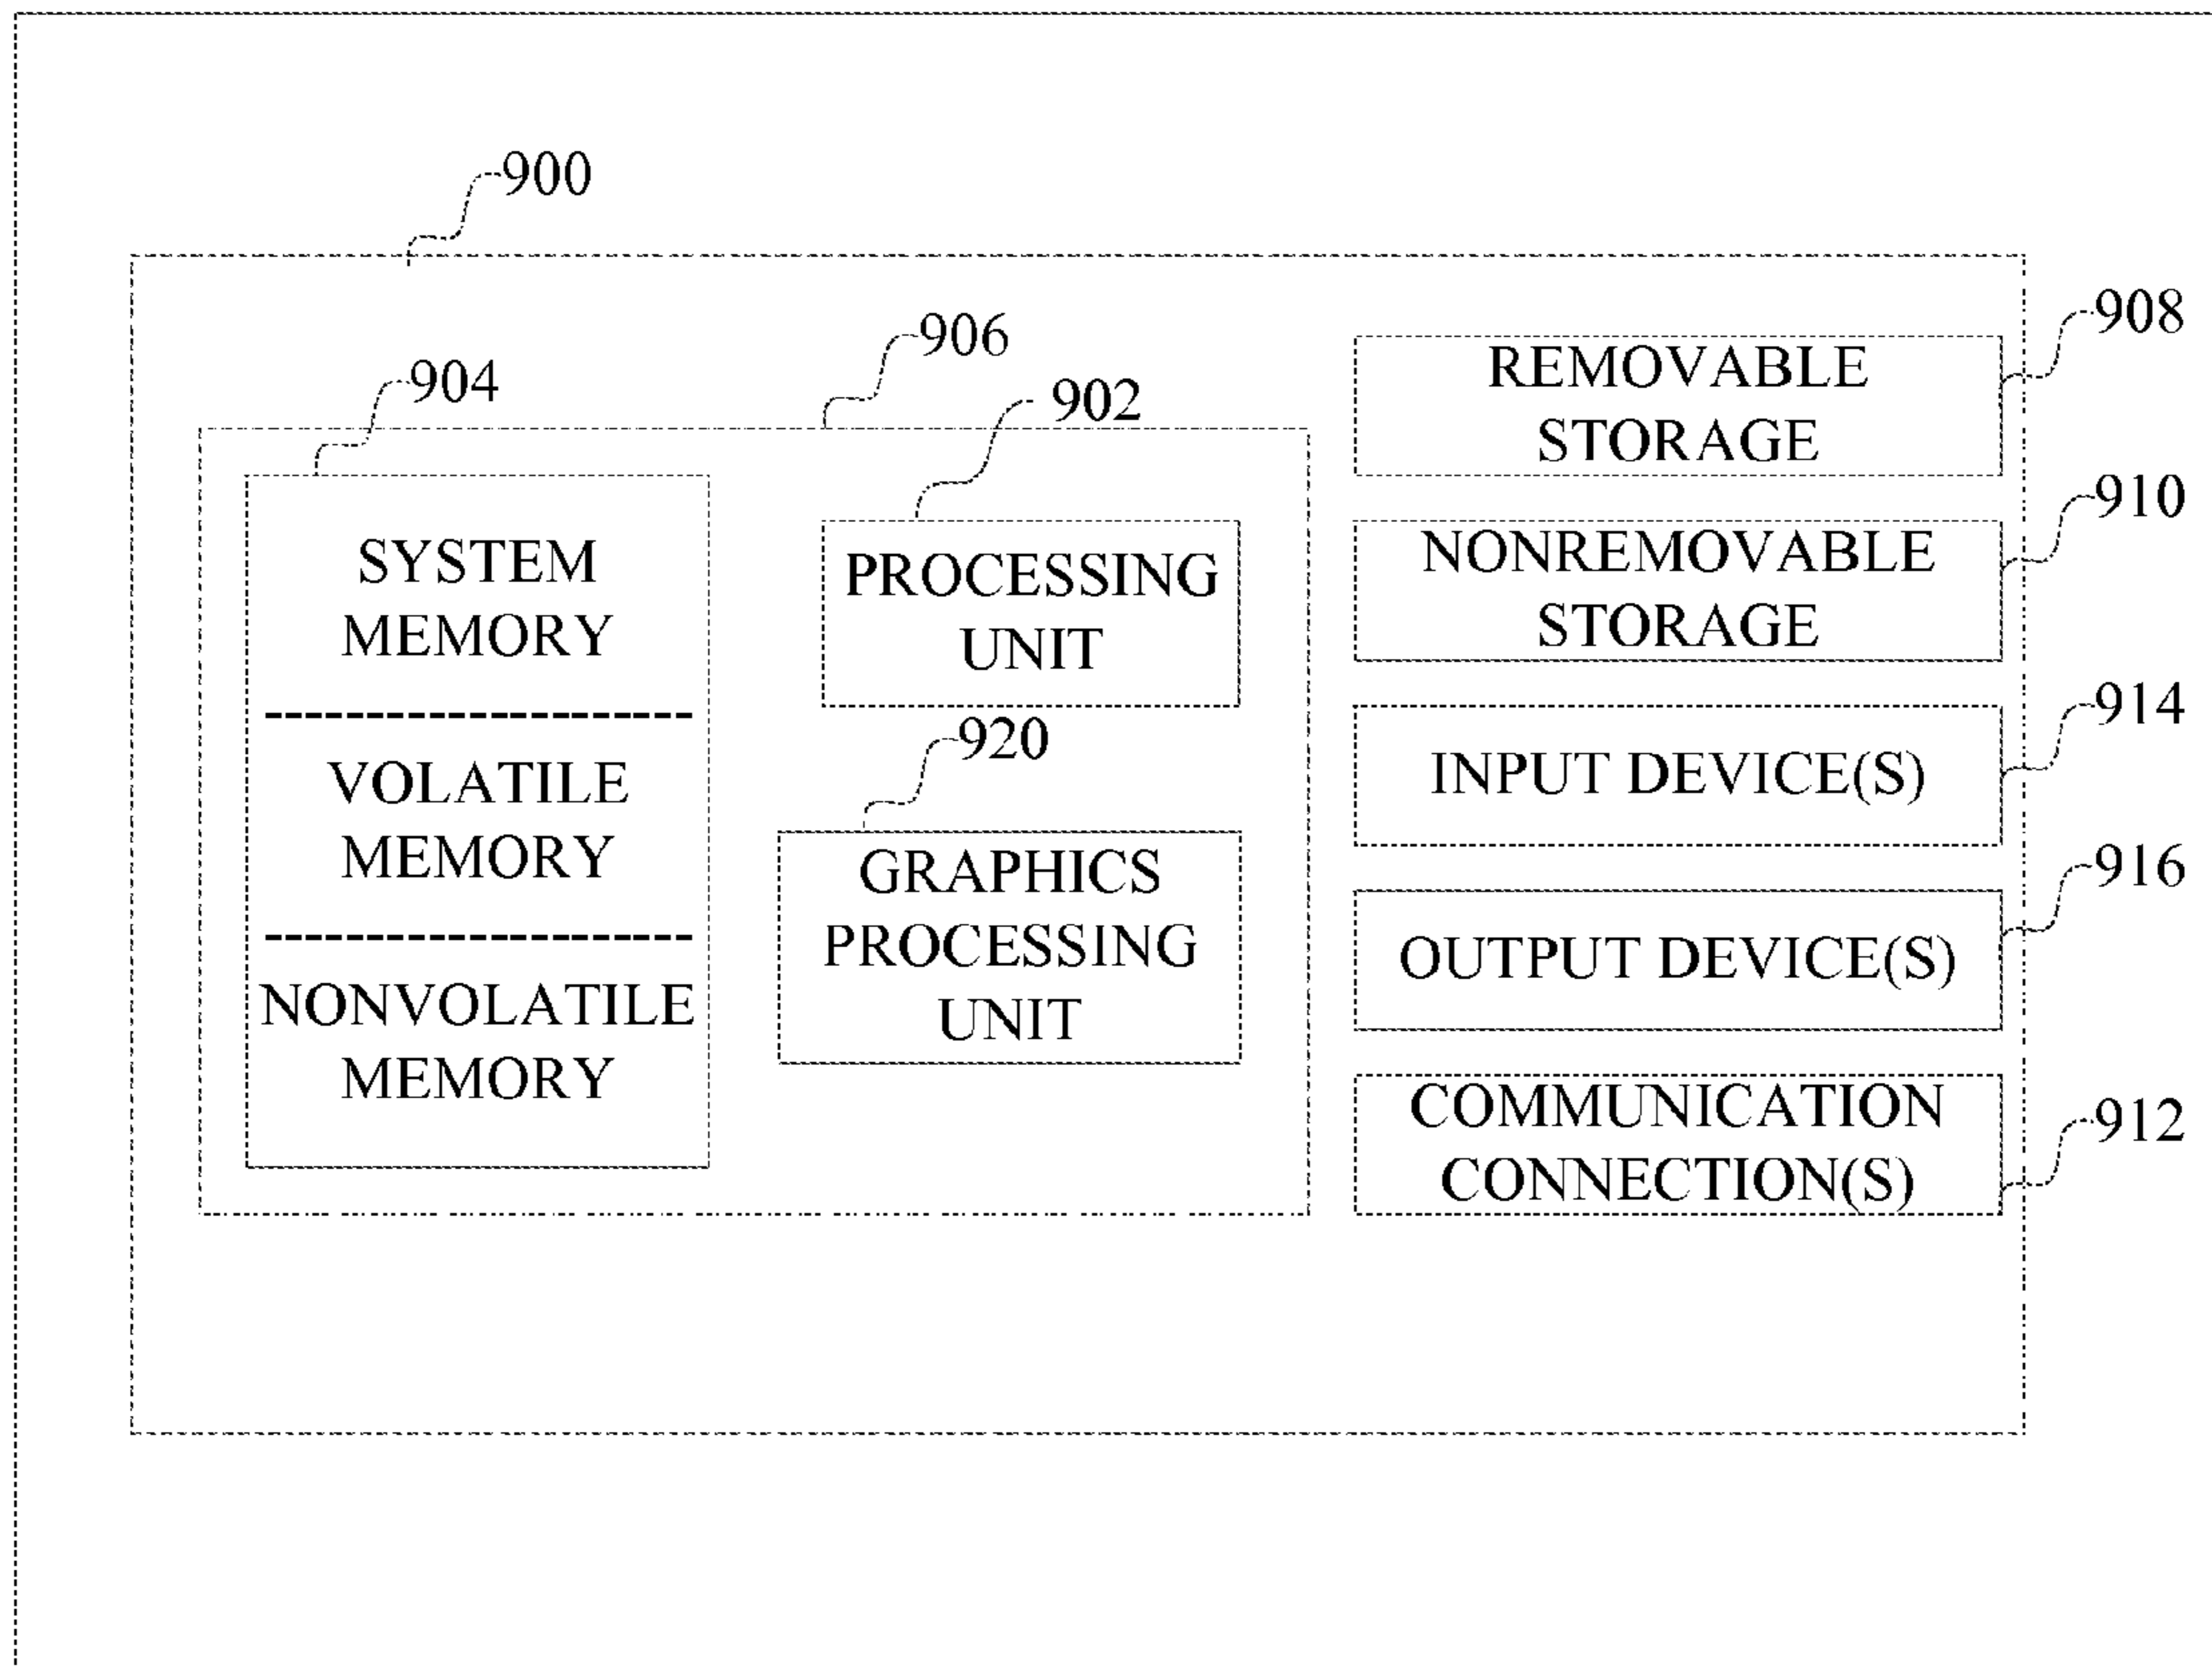 900
906
904
902
908
REMOVABLE
STORAGE
SYSTEM
MEMORY
VOLATILE
MEMORY
NONVOLATILE
MEMORY
PROCESSING
UNIT
920
GRAPHICS
PROCESSING
UNIT
910
NONREMOVABLE
STORAGE
914
INPUT DEVICE(S)
916
OUTPUT DEVICE(S)
COMMUNICATION
CONNECTION(S)
912